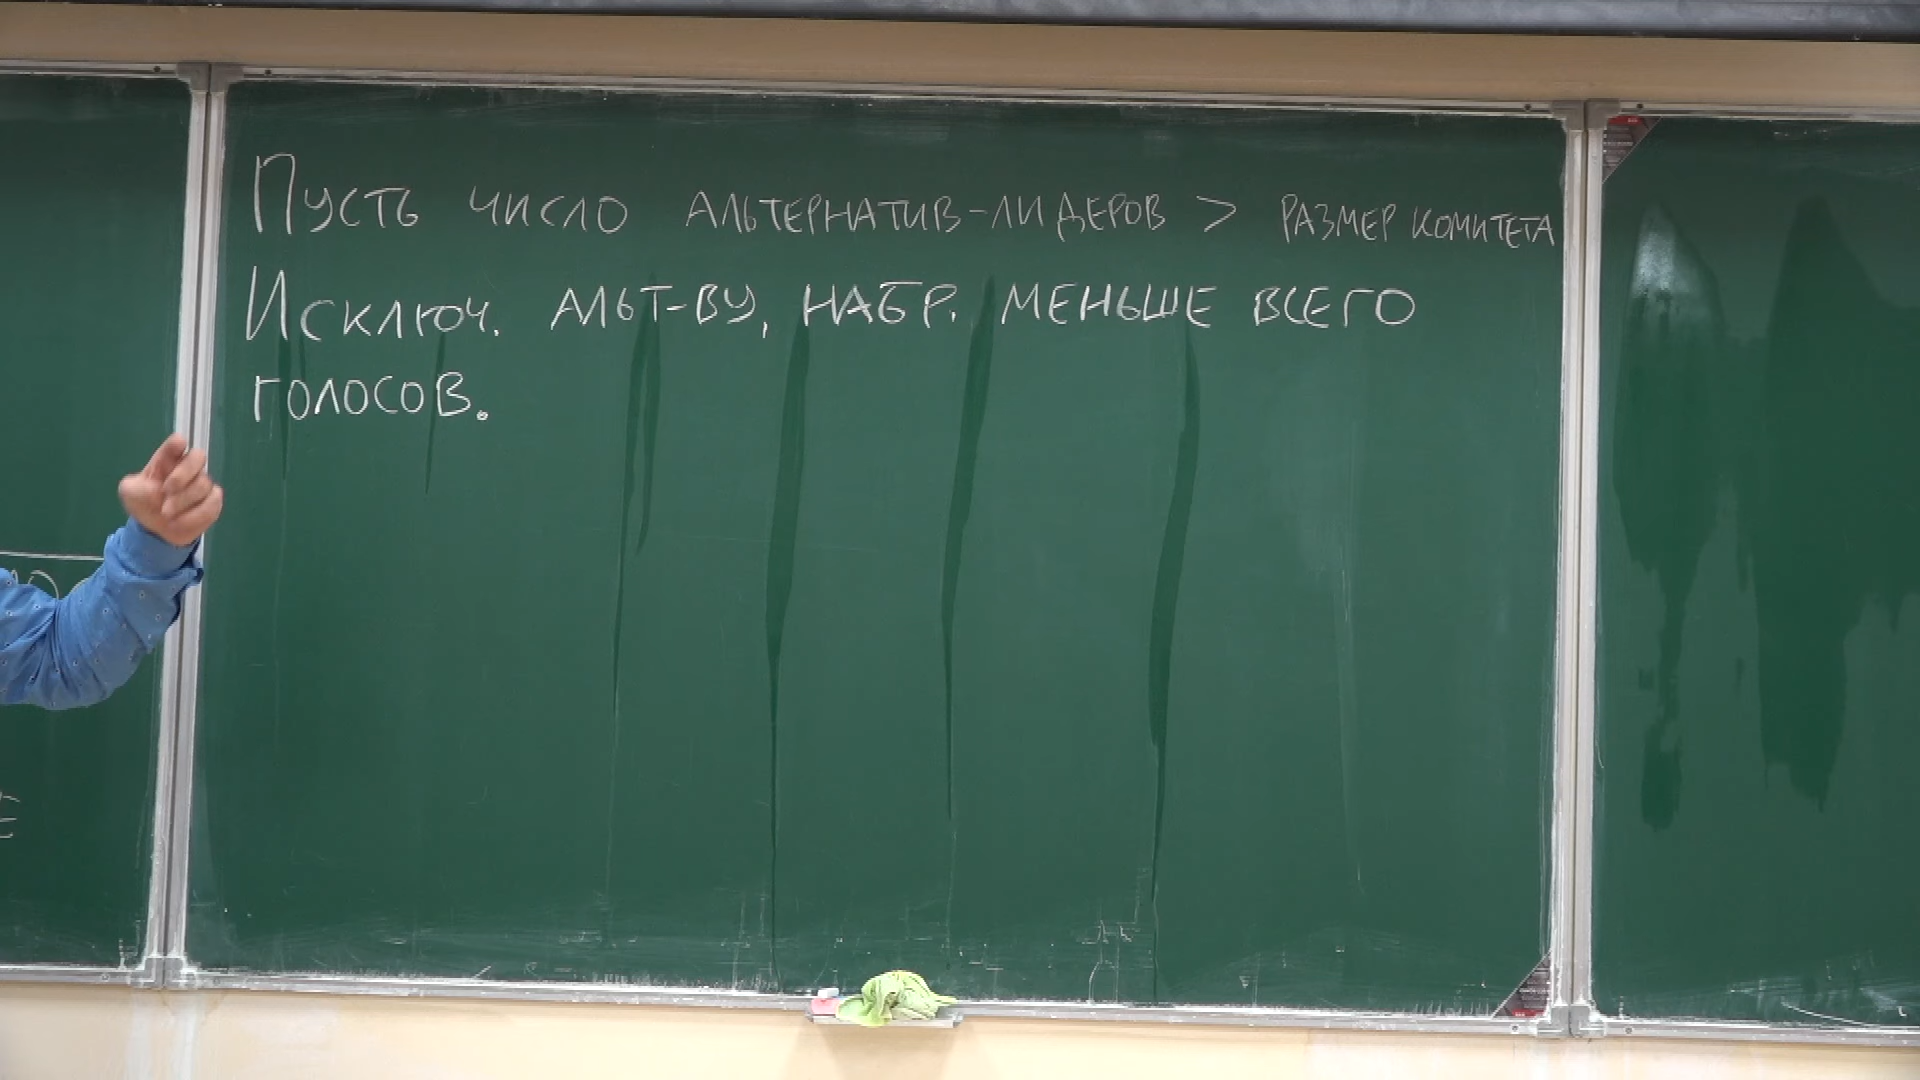 Пусть число альтернатив-лидеров > размер комитета
Исключ. альт-ву, набр. меньше всего
голосов.